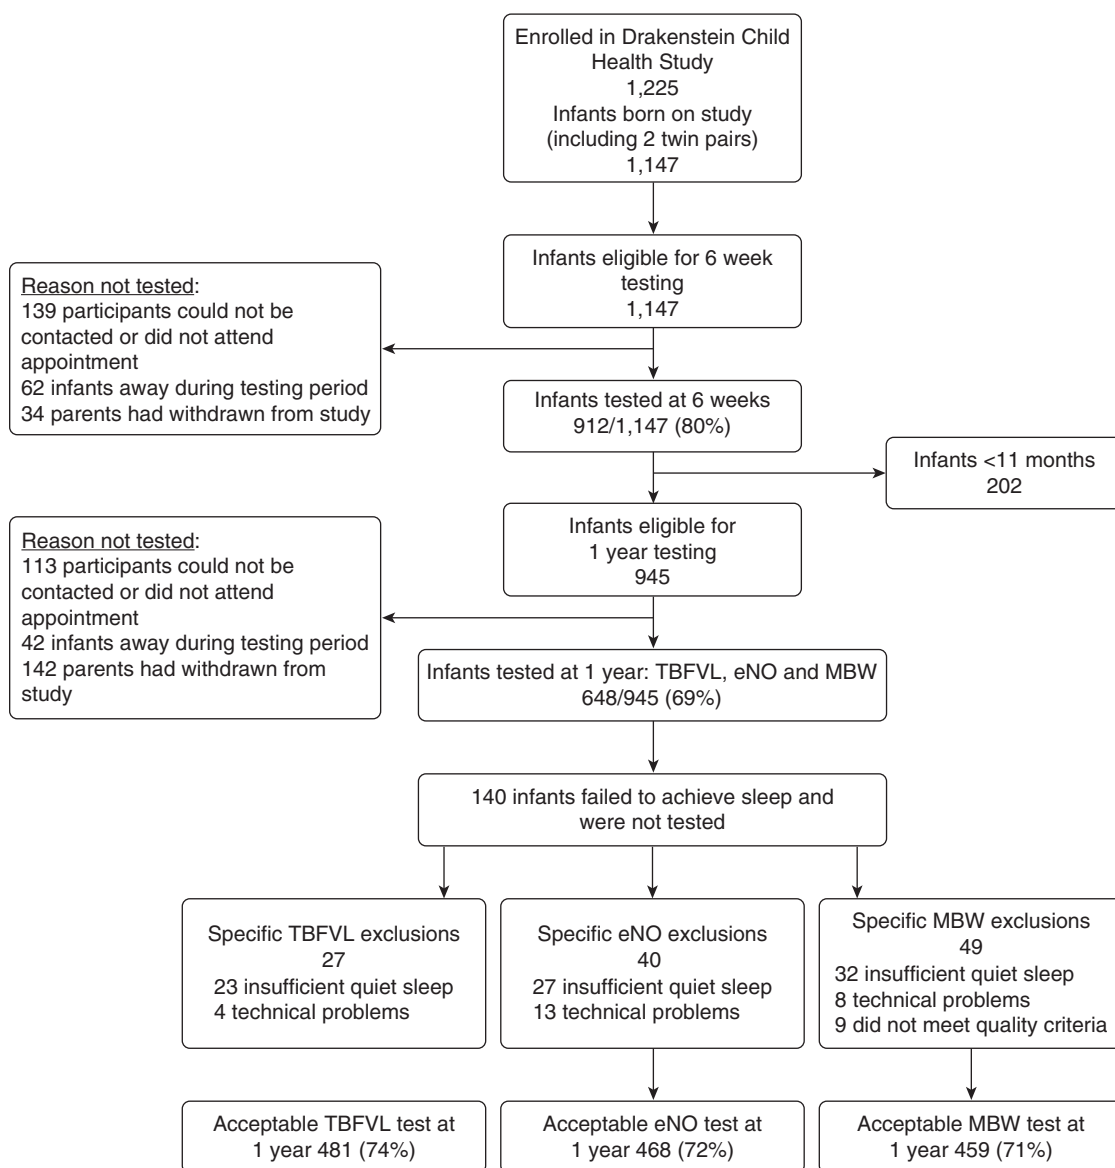 Enrolled in Drakenstein Child
Health Study
1,225
Infants born on study
(including 2 twin pairs)
1,147
Infants eligible for 6 week
testing
1,147
Reason not tested:
139 participants could not be
contacted or did not attend
appointment
62 infants away during testing period
34 parents had withdrawn from study
Infants tested at 6 weeks
912/1,147 (80%)
Infants <11 months
202
Infants eligible for
1 year testing
945
Reason not tested:
113 participants could not be
contacted or did not attend
appointment
42 infants away during testing period
142 parents had withdrawn from
study
Infants tested at 1 year: TBFVL, eNO and MBW
648/945 (69%)
140 infants failed to achieve sleep and
were not tested
Specific TBFVL exclusions
27
23 insufficient quiet sleep
4 technical problems
Specific eNO exclusions
40
27 insufficient quiet sleep
13 technical problems
Specific MBW exclusions
49
32 insufficient quiet sleep
8 technical problems
9 did not meet quality criteria
Acceptable TBFVL test at
1 year 481 (74%)
Acceptable eNO test at
1 year 468 (72%)
Acceptable MBW test at
1 year 459 (71%)